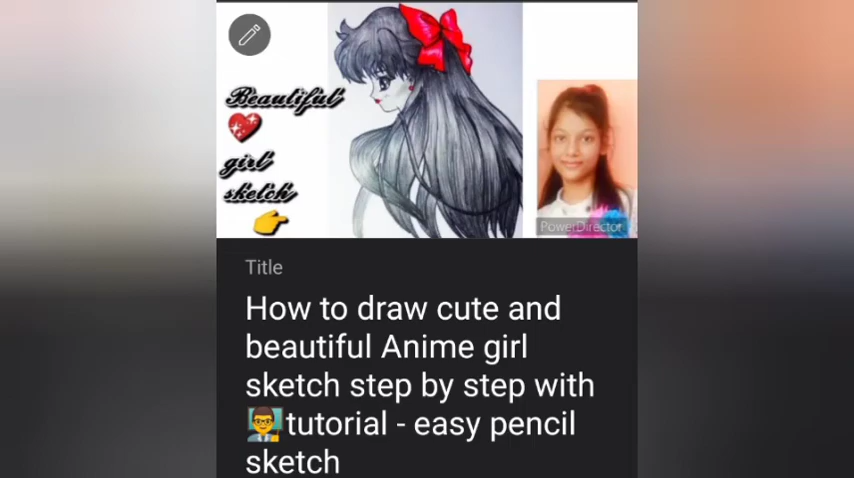 Beautiful
girl
sketch
PowerDirector
Title
How to draw cute and
beautiful Anime girl
sketch step by step with
👨‍🏫tutorial - easy pencil
sketch